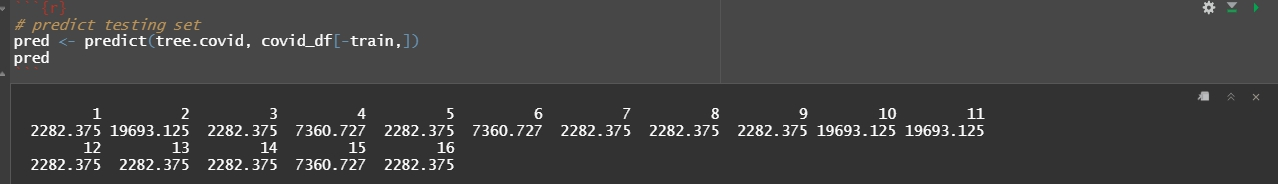 ```{r}
# predict testing set
pred <- predict(tree.covid, covid_df[-train,])
pred
1 2 3 4 5 6 7 8 9 10 11
2282.375 19693.125 2282.375 7360.727 2282.375 7360.727 2282.375 2282.375 2282.375 19693.125 19693.125
12 13 14 15 16
2282.375 2282.375 2282.375 7360.727 2282.375